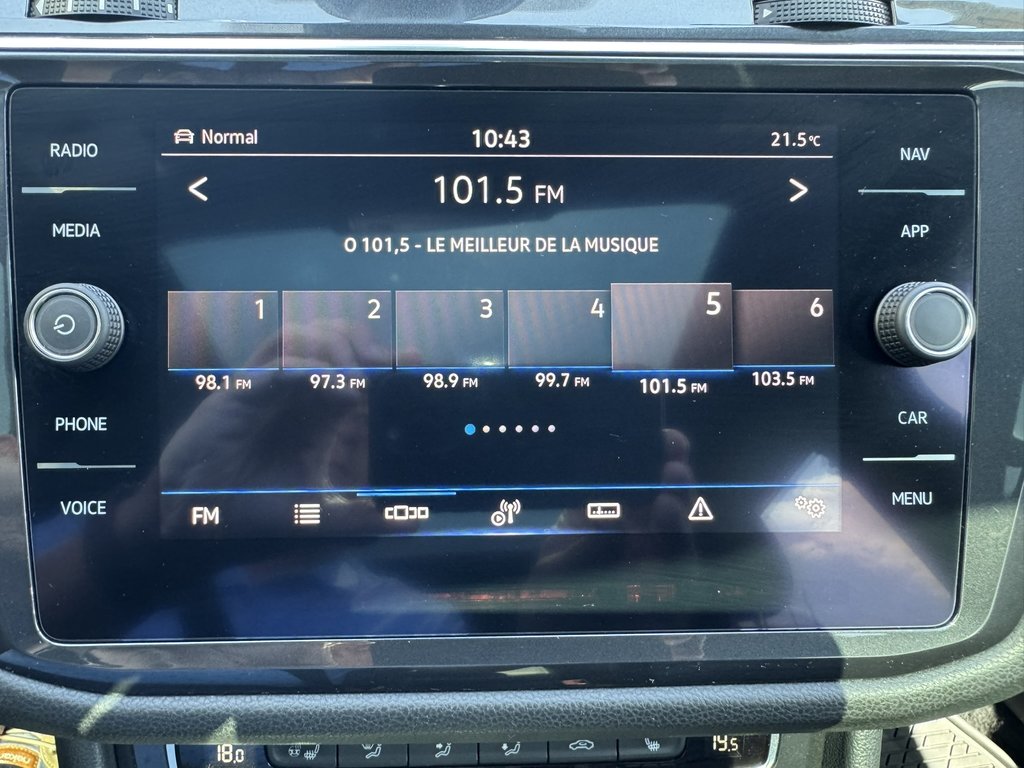 Normal 10:43 21.5°C
RADIO
NAV
< 101.5 FM >
MEDIA
APP
O 101,5 - LE MEILLEUR DE LA MUSIQUE
1 2 3 4 5 6
98.1 FM 97.3 FM 98.9 FM 99.7 FM 101.5 FM 103.5 FM
PHONE
CAR
VOICE
MENU
FM
18.0
19.5